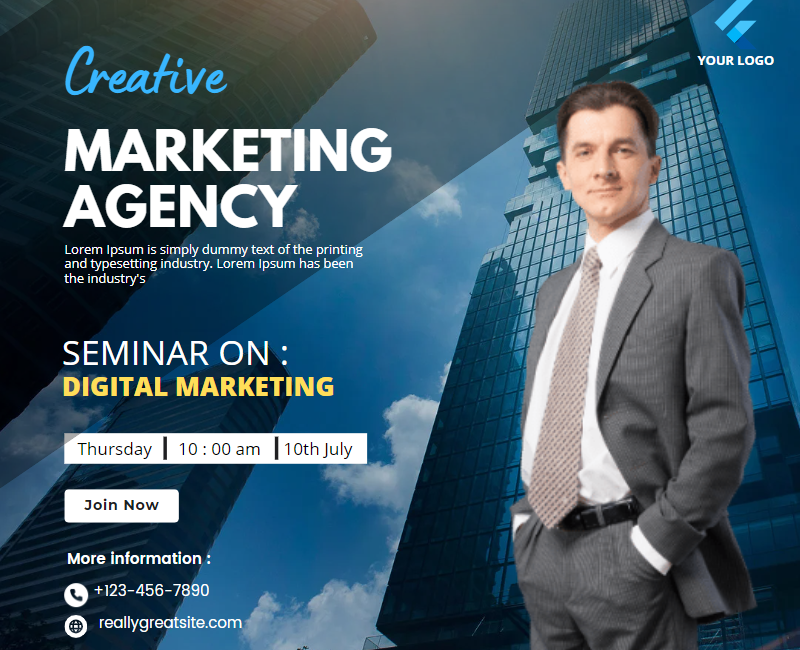 YOUR LOGO
Creative
MARKETING
AGENCY
Lorem Ipsum is simply dummy text of the printing
and typesetting industry. Lorem Ipsum has been
the industry's
SEMINAR ON :
DIGITAL MARKETING
Thursday | 10 : 00 am | 10th July
Join Now
More information :
+123-456-7890
reallygreatsite.com